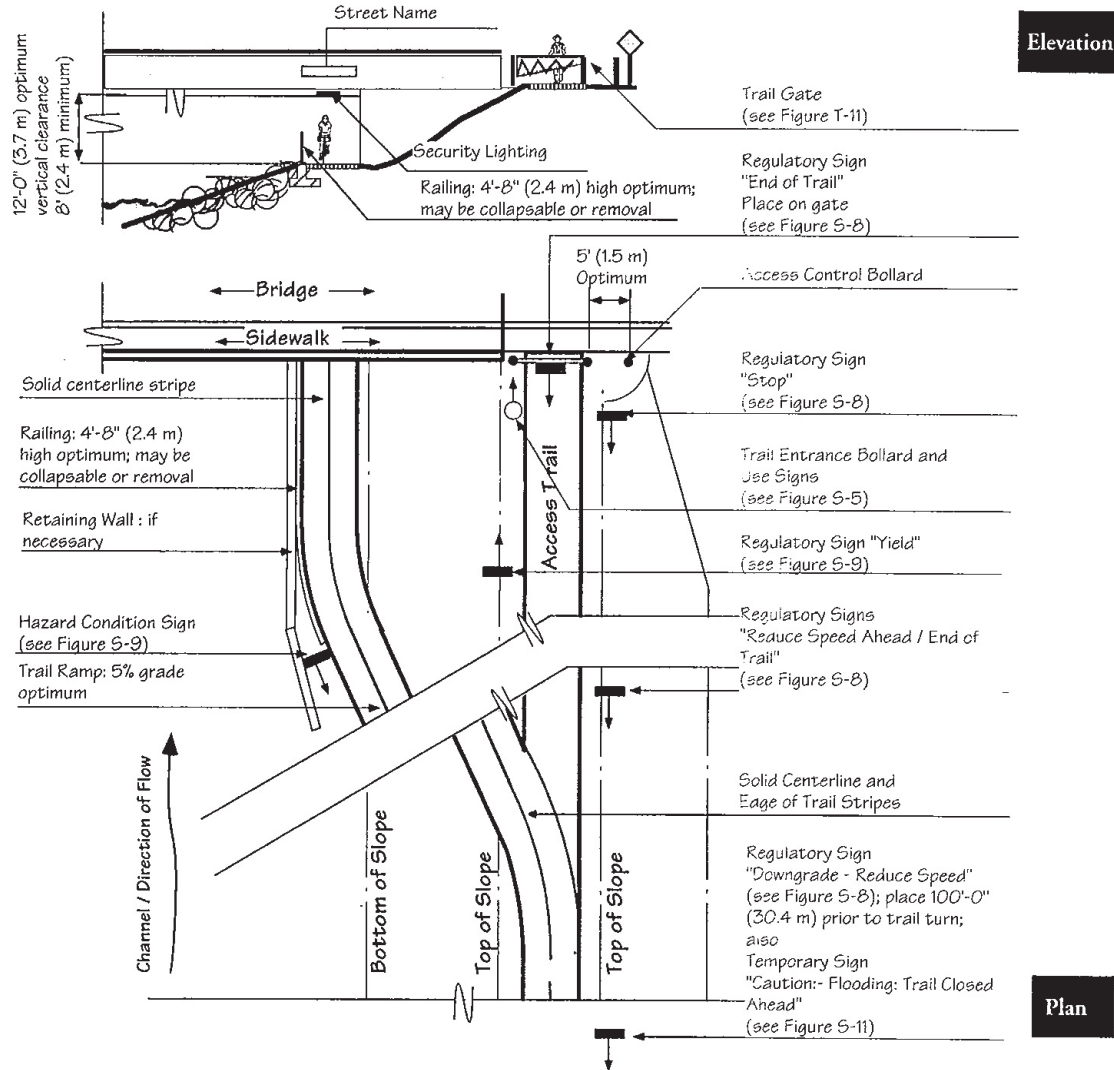 Street Name
Elevation
12'-0" (3.7 m) optimum
vertical clearance
8' (2.4 m) minimum)
Trail Gate
(see Figure T-11)
Security Lighting
Railing: 4'-8" (2.4 m) high optimum;
may be collapsable or removal
Regulatory Sign
"End of Trail"
Place on gate
(see Figure S-8)
5' (1.5 m)
Optimum
Access Control Bollard
Bridge
Sidewalk
Solid centerline stripe
Regulatory Sign
"Stop"
(see Figure S-8)
Railing: 4'-8" (2.4 m)
high optimum; may be
collapsable or removal
Trail Entrance Bollard and
Use Signs
(see Figure S-5)
Access Trail
Retaining Wall : if
necessary
Regulatory Sign "Yield"
(see Figure S-9)
Hazard Condition Sign
(see Figure S-9)
Trail Ramp: 5% grade
optimum
Regulatory Signs
"Reduce Speed Ahead / End of
Trail"
(see Figure S-8)
Channel / Direction of Flow
Bottom of Slope
Top of Slope
Top of Slope
Solid Centerline and
Edge of Trail Stripes
Regulatory Sign
"Downgrade - Reduce Speed"
(see Figure S-8); place 100'-0"
(30.4 m) prior to trail turn;
also
Temporary Sign
"Caution:- Flooding: Trail Closed
Ahead"
(see Figure S-11)
Plan